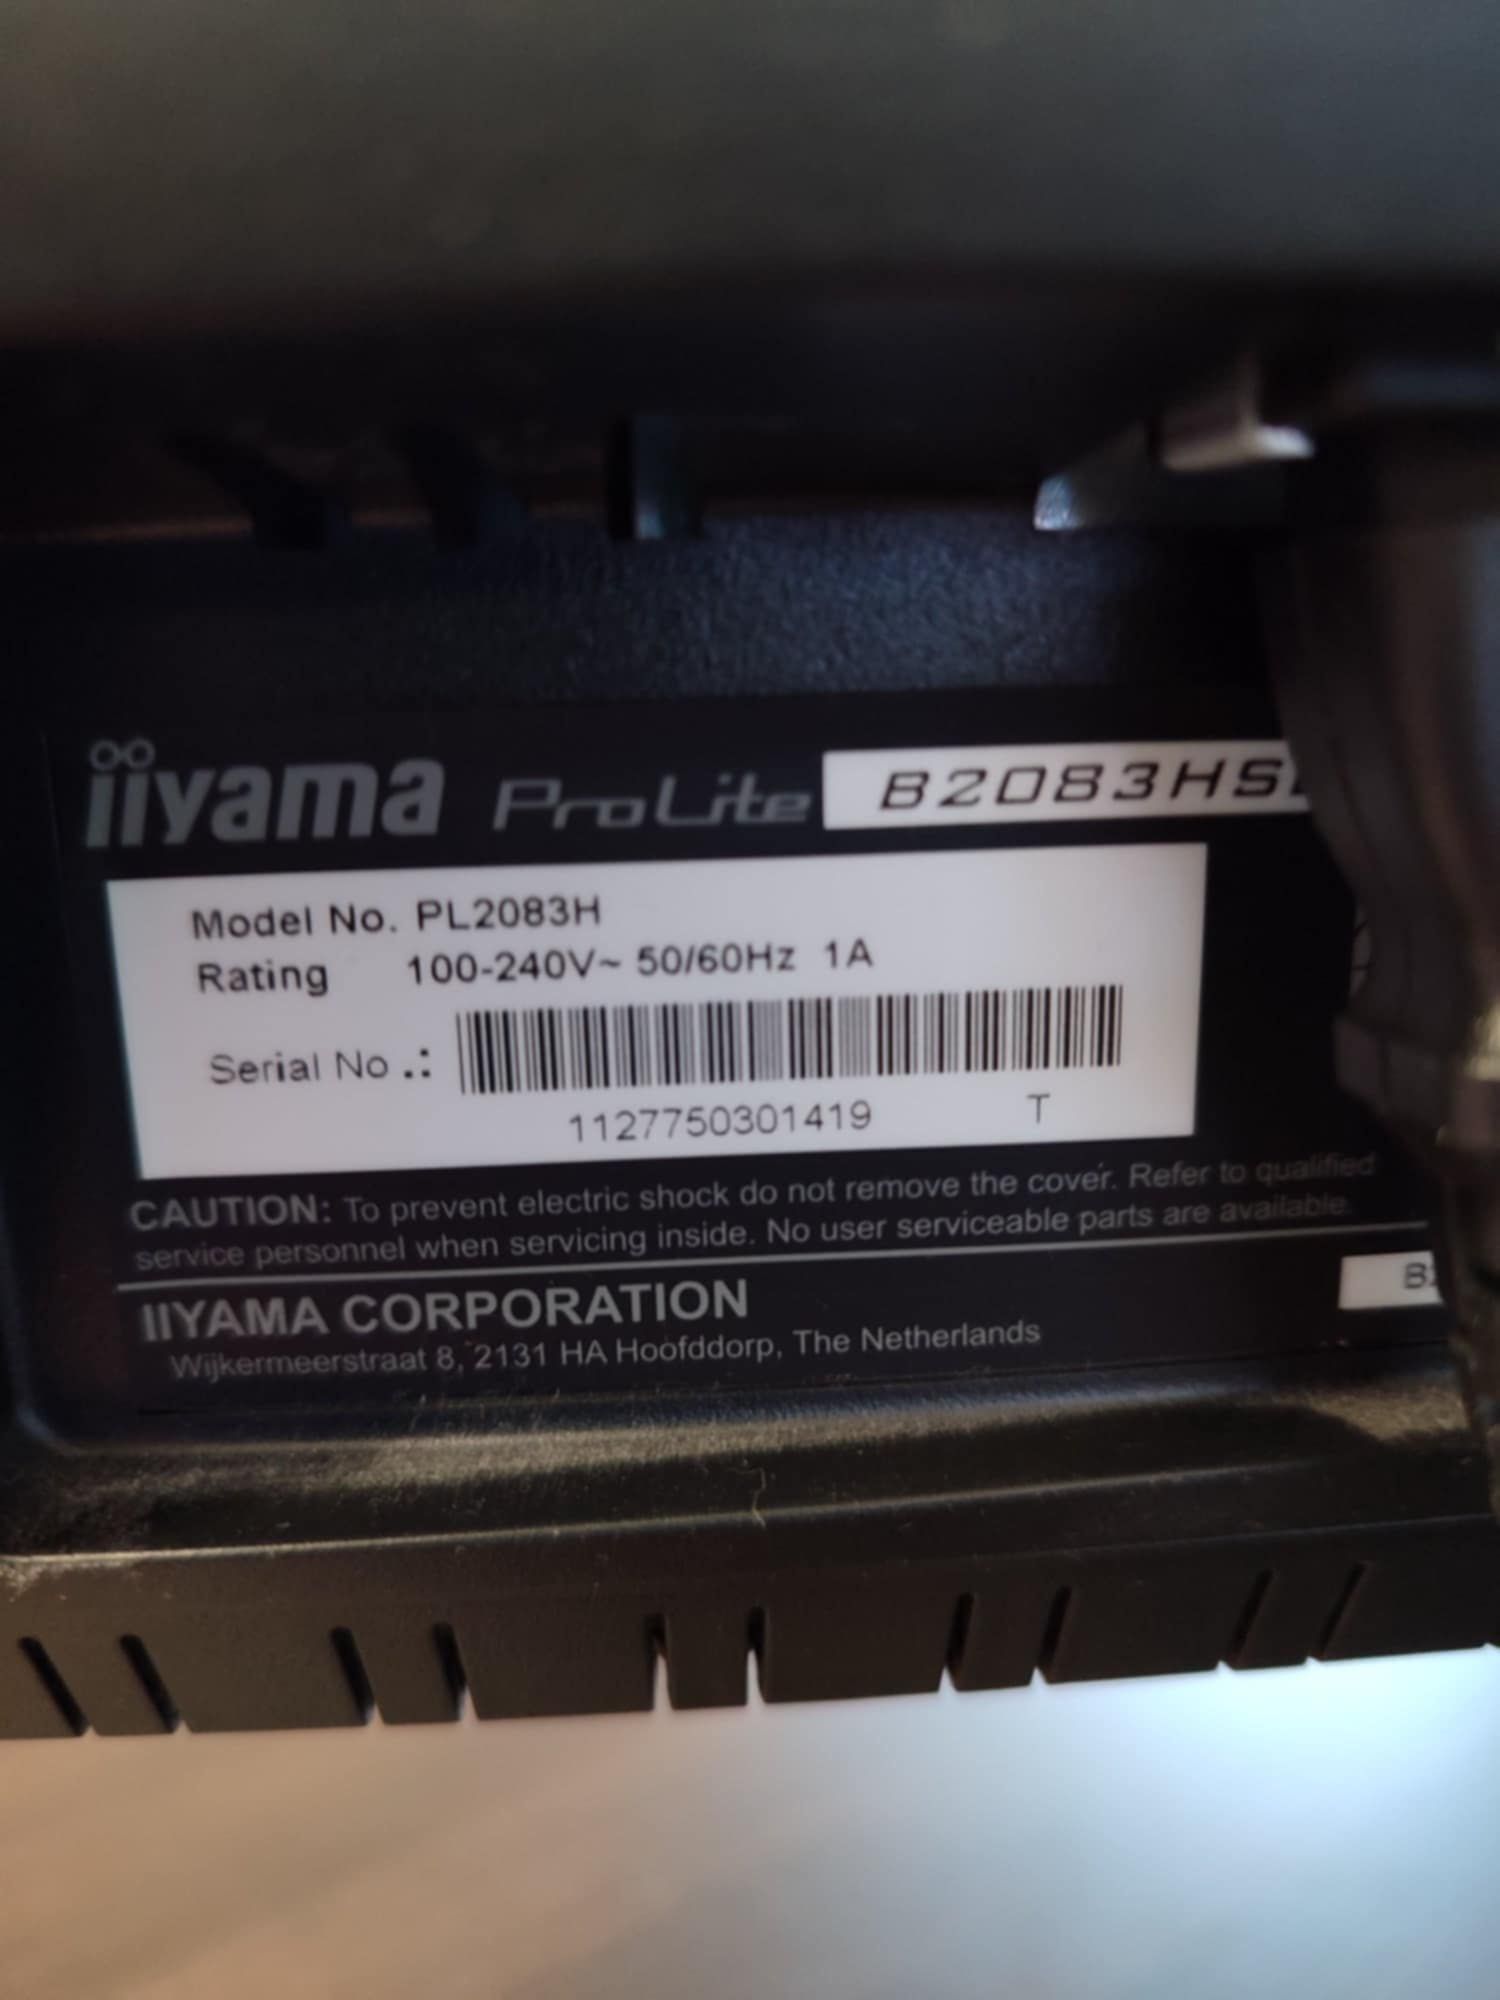 iiyama ProLite B2083HS
Model No. PL2083H
Rating 100-240V~ 50/60Hz 1A
Serial No .:
1127750301419 T
CAUTION: To prevent electric shock do not remove the cover. Refer to qualified
service personnel when servicing inside. No user serviceable parts are available.
IIYAMA CORPORATION
Wijkermeerstraat 8, 2131 HA Hoofddorp, The Netherlands